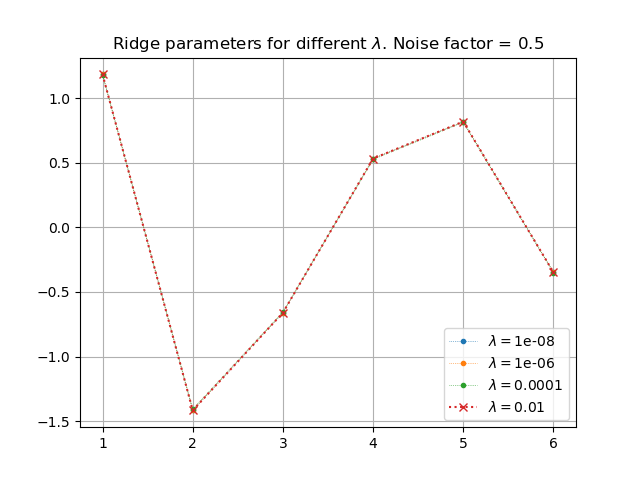 Ridge parameters for different λ. Noise factor = 0.5
1.0
0.5
0.0
−0.5
−1.0
−1.5
1 2 3 4 5 6
λ = 1e-08
λ = 1e-06
λ = 0.0001
λ = 0.01